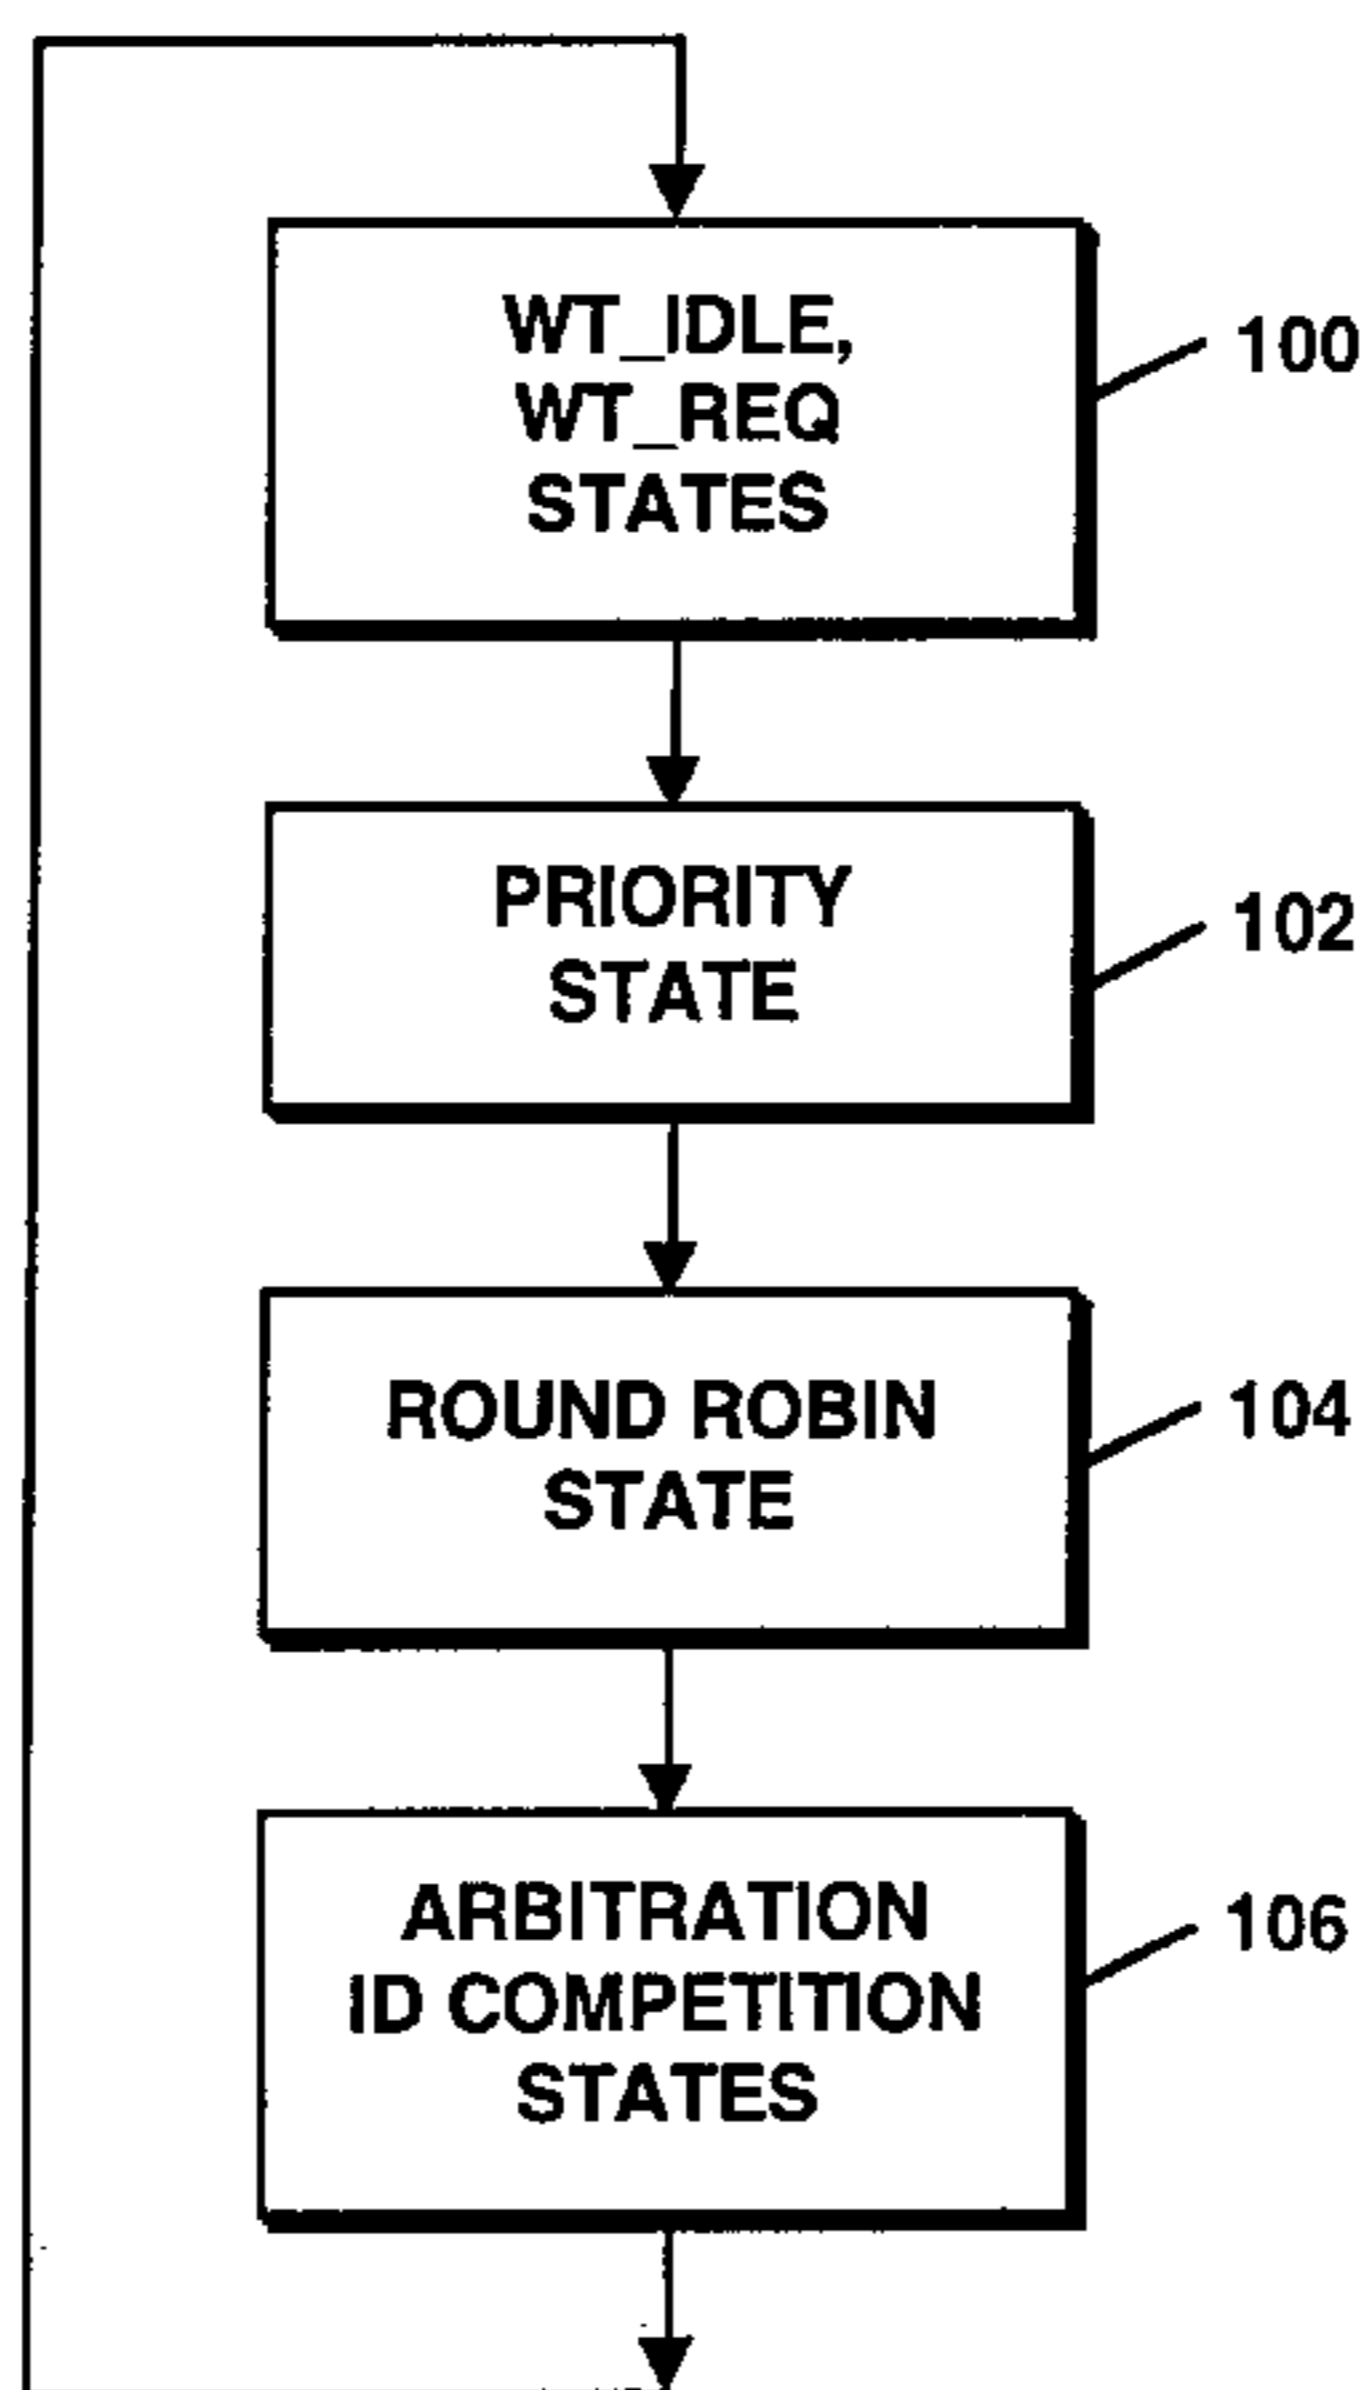 WT_IDLE,
WT_REQ
STATES
100
PRIORITY
STATE
102
ROUND ROBIN
STATE
104
ARBITRATION
ID COMPETITION
STATES
106